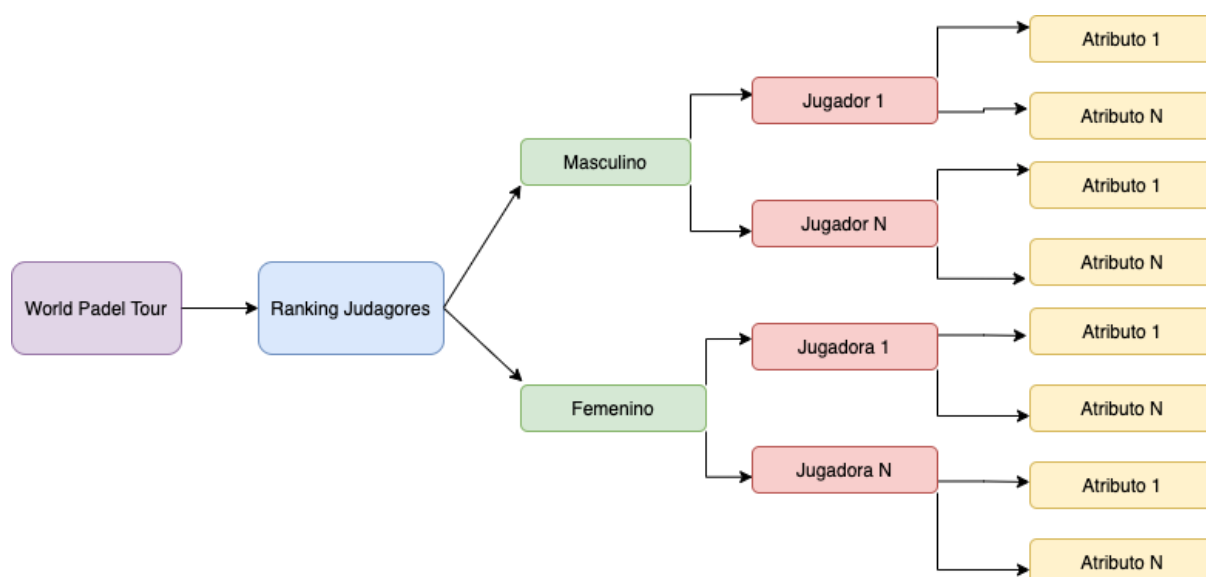 World Padel Tour
Ranking Judagores
Masculino
Femenino
Jugador 1
Jugador N
Jugadora 1
Jugadora N
Atributo 1
Atributo N
Atributo 1
Atributo N
Atributo 1
Atributo N
Atributo 1
Atributo N